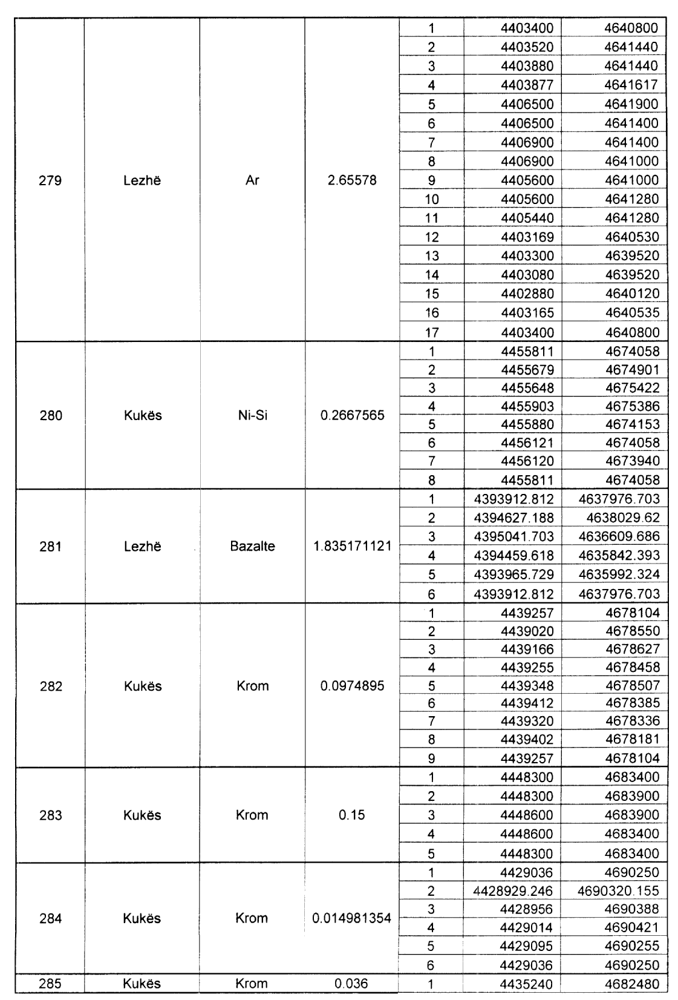 1 4403400 4640800
2 4403520 4641440
3 4403880 4641440
4 4403877 4641617
5 4406500 4641900
6 4406500 4641400
7 4406900 4641400
8 4406900 4641000
279 Lezhë Ar 2.65578 9 4405600 4641000
10 4405600 4641280
11 4405440 4641280
12 4403169 4640530
13 4403300 4639520
14 4403080 4639520
15 4402880 4640120
16 4403165 4640535
17 4403400 4640800
1 4455811 4674058
2 4455679 4674901
3 4455648 4675422
4 4455903 4675386
280 Kukës Ni-Si 0.2667565 5 4455880 4674153
6 4456121 4674058
7 4456120 4673940
8 4455811 4674058
1 4393912.812 4637976.703
2 4394627.188 4638029.62
3 4395041.703 4636609.686
281 Lezhë Bazalte 1.835171121 4 4394459.618 4635842.393
5 4393965.729 4635992.324
6 4393912.812 4637976.703
1 4439257 4678104
2 4439020 4678550
3 4439166 4678627
4 4439255 4678458
282 Kukës Krom 0.0974895 5 4439348 4678507
6 4439412 4678385
7 4439320 4678336
8 4439402 4678181
9 4439257 4678104
1 4448300 4683400
2 4448300 4683900
283 Kukës Krom 0.15 3 4448600 4683900
4 4448600 4683400
5 4448300 4683400
1 4429036 4690250
2 4428929.246 4690320.155
3 4428956 4690388
284 Kukës Krom 0.014981354 4 4429014 4690421
5 4429095 4690255
6 4429036 4690250
285 Kukës Krom 0.036 1 4435240 4682480